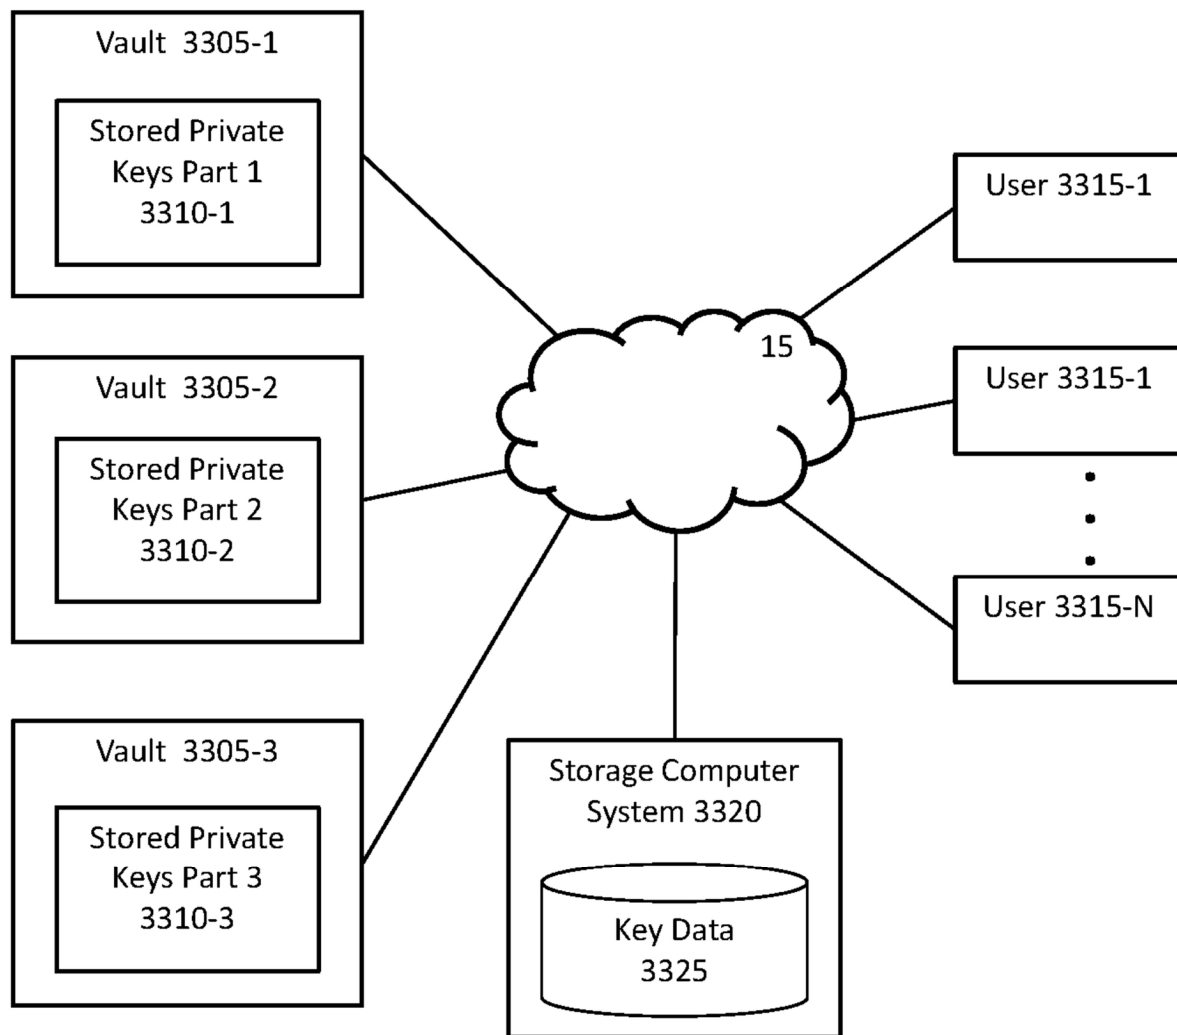 Vault 3305-1
Stored Private
Keys Part 1
3310-1
Vault 3305-2
Stored Private
Keys Part 2
3310-2
Vault 3305-3
Stored Private
Keys Part 3
3310-3
15
User 3315-1
User 3315-1
User 3315-N
Storage Computer
System 3320
Key Data
3325